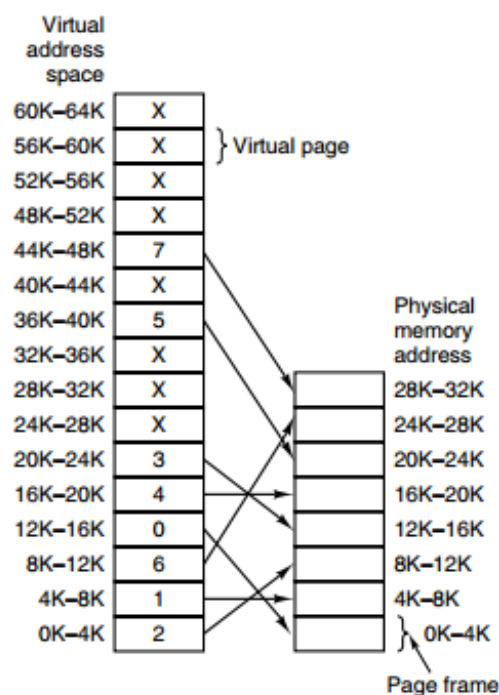 Virtual
address
space
60K–64K X
56K–60K X Virtual page
52K–56K X
48K–52K X
44K–48K 7
40K–44K X
36K–40K 5
32K–36K X
28K–32K X
24K–28K X
20K–24K 3
16K–20K 4
12K–16K 0
8K–12K 6
4K–8K 1
0K–4K 2
Physical
memory
address
28K–32K
24K–28K
20K–24K
16K–20K
12K–16K
8K–12K
4K–8K
0K–4K
Page frame